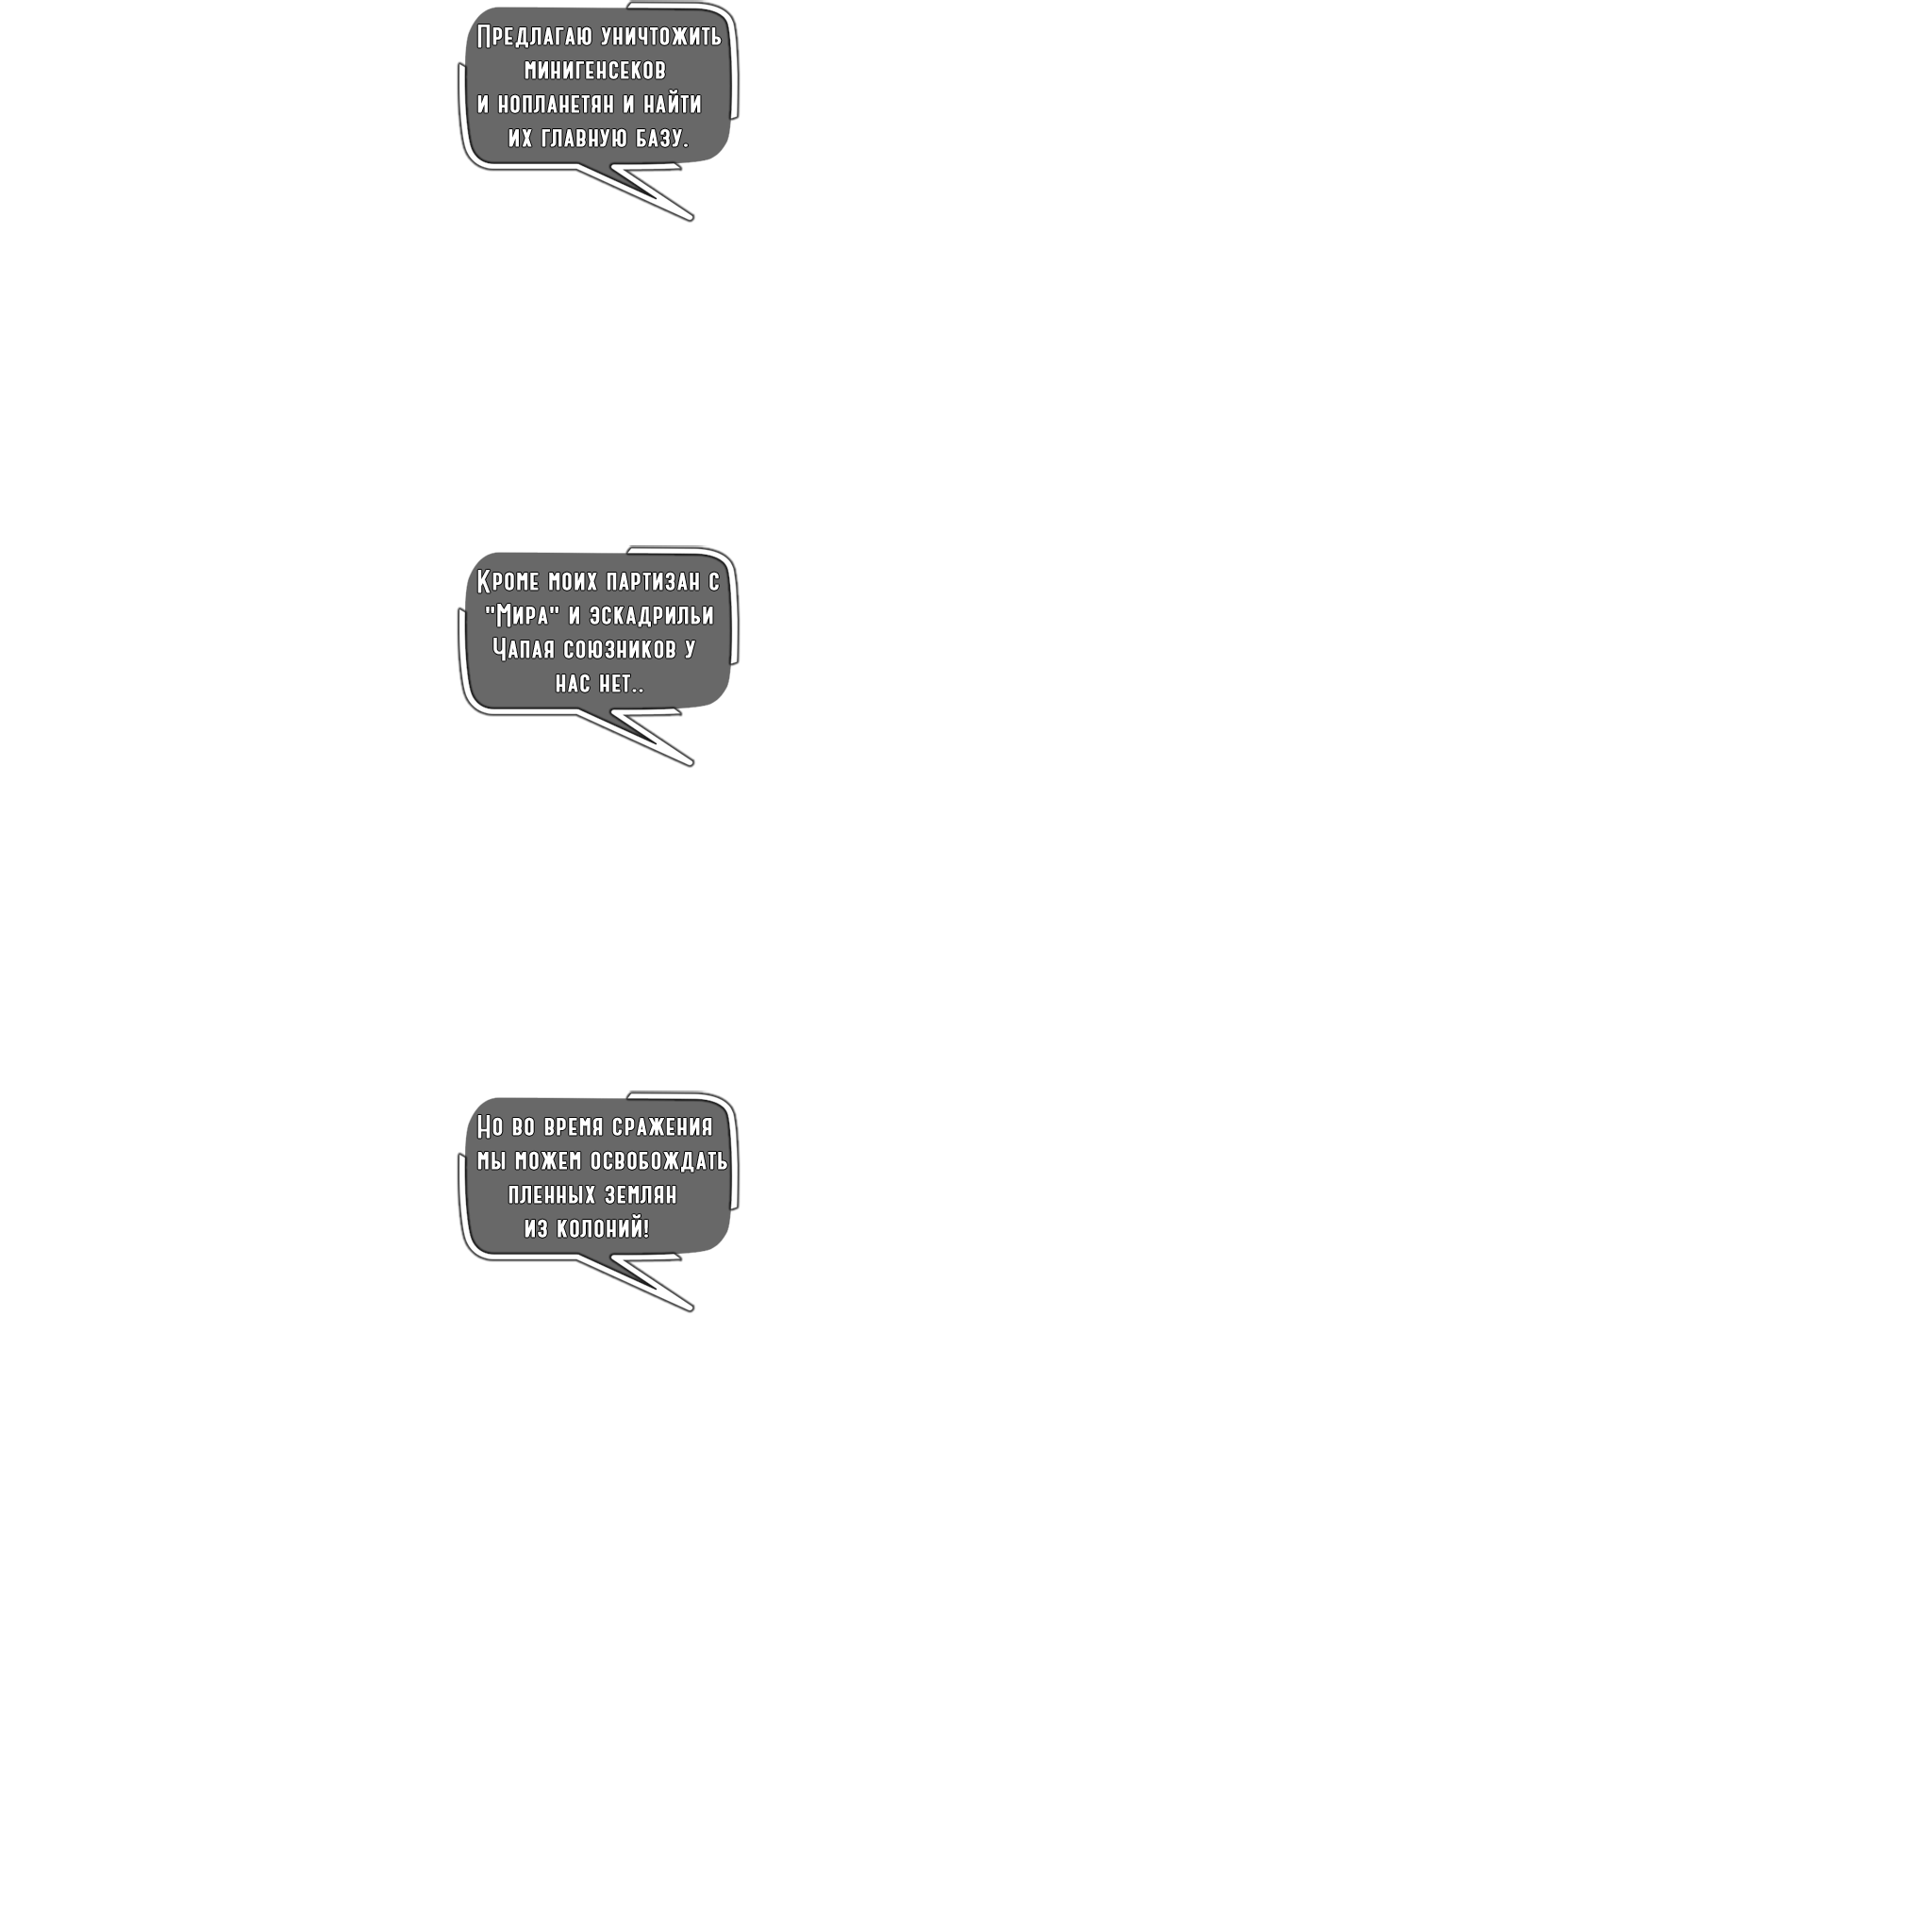 Предлагаю уничтожить
минигенсеков
и нопланетян и найти
их главную базу.
Кроме моих партизан с
"Мира" и эскадрильи
Чапая союзников у
нас нет..
Но во время сражения
мы можем освобождать
пленных землян
из колоний!